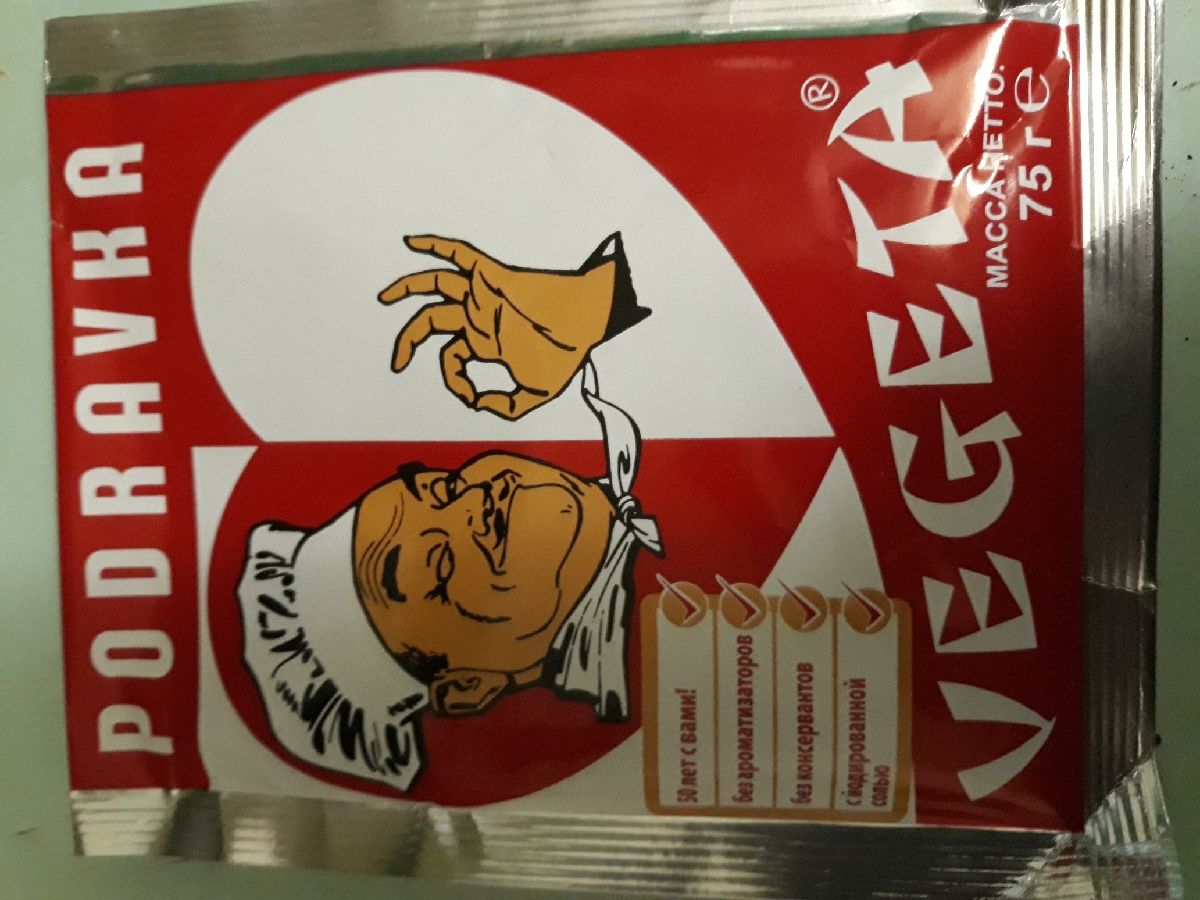 PODRAVKA
50 лет с вами!
без ароматизаторов
без консервантов
с йодированной
солью
VEGETA®
МАССА НЕТТО:
75 г ℮